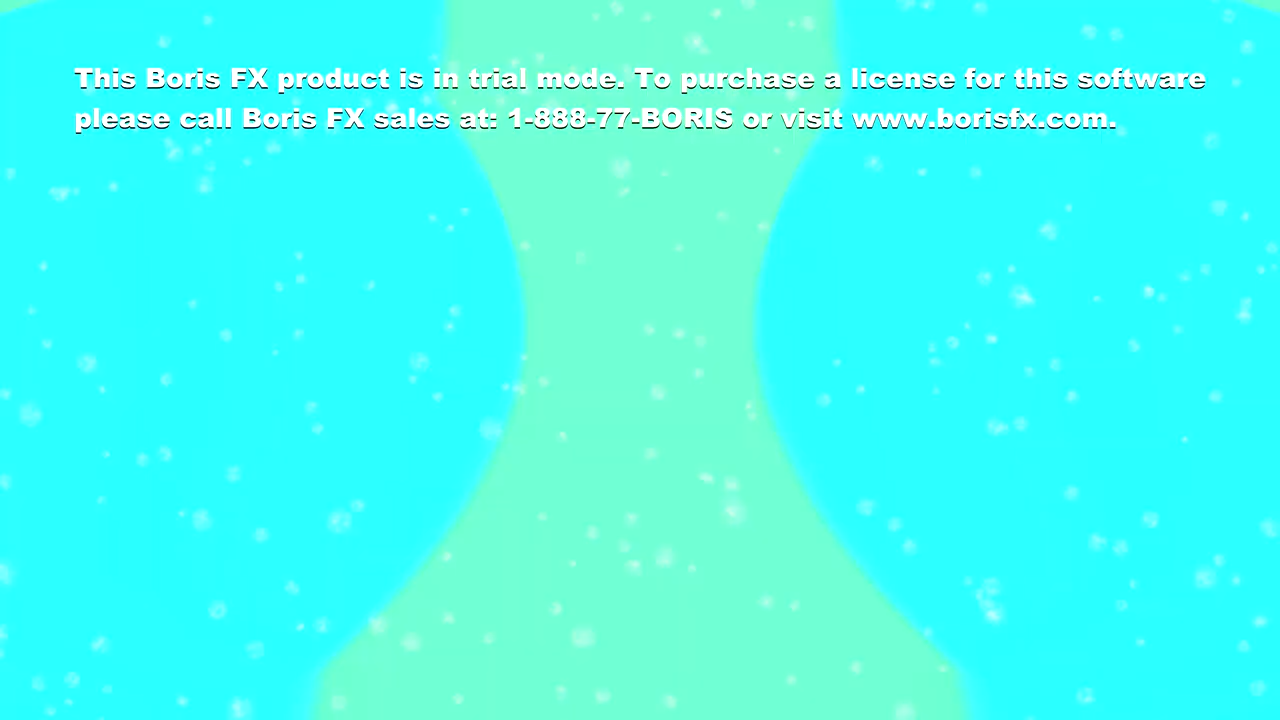 This Boris FX product is in trial mode. To purchase a license for this software
please call Boris FX sales at: 1-888-77-BORIS or visit www.borisfx.com.